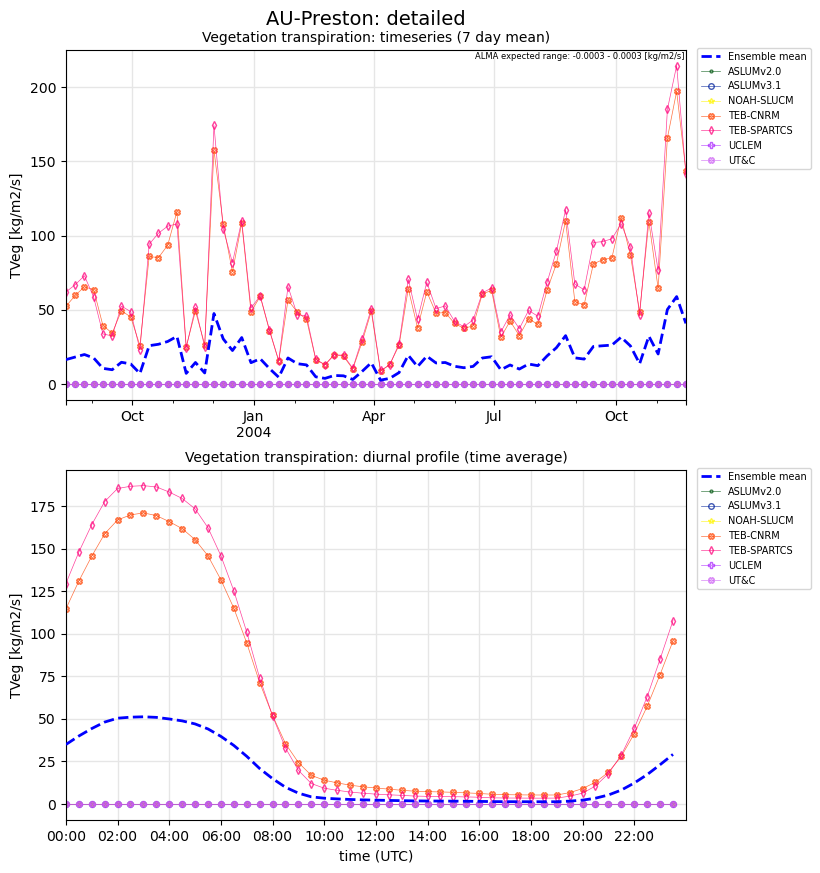 AU-Preston: detailed
Vegetation transpiration: timeseries (7 day mean)
ALMA expected range: -0.0003 - 0.0003 [kg/m2/s]
TVeg [kg/m2/s]
200
150
100
50
0
Oct
Jan
2004
Apr
Jul
Oct
Ensemble mean
ASLUMv2.0
ASLUMv3.1
NOAH-SLUCM
TEB-CNRM
TEB-SPARTCS
UCLEM
UT&C
Vegetation transpiration: diurnal profile (time average)
TVeg [kg/m2/s]
175
150
125
100
75
50
25
0
00:00
02:00
04:00
06:00
08:00
10:00
12:00
14:00
16:00
18:00
20:00
22:00
time (UTC)
Ensemble mean
ASLUMv2.0
ASLUMv3.1
NOAH-SLUCM
TEB-CNRM
TEB-SPARTCS
UCLEM
UT&C